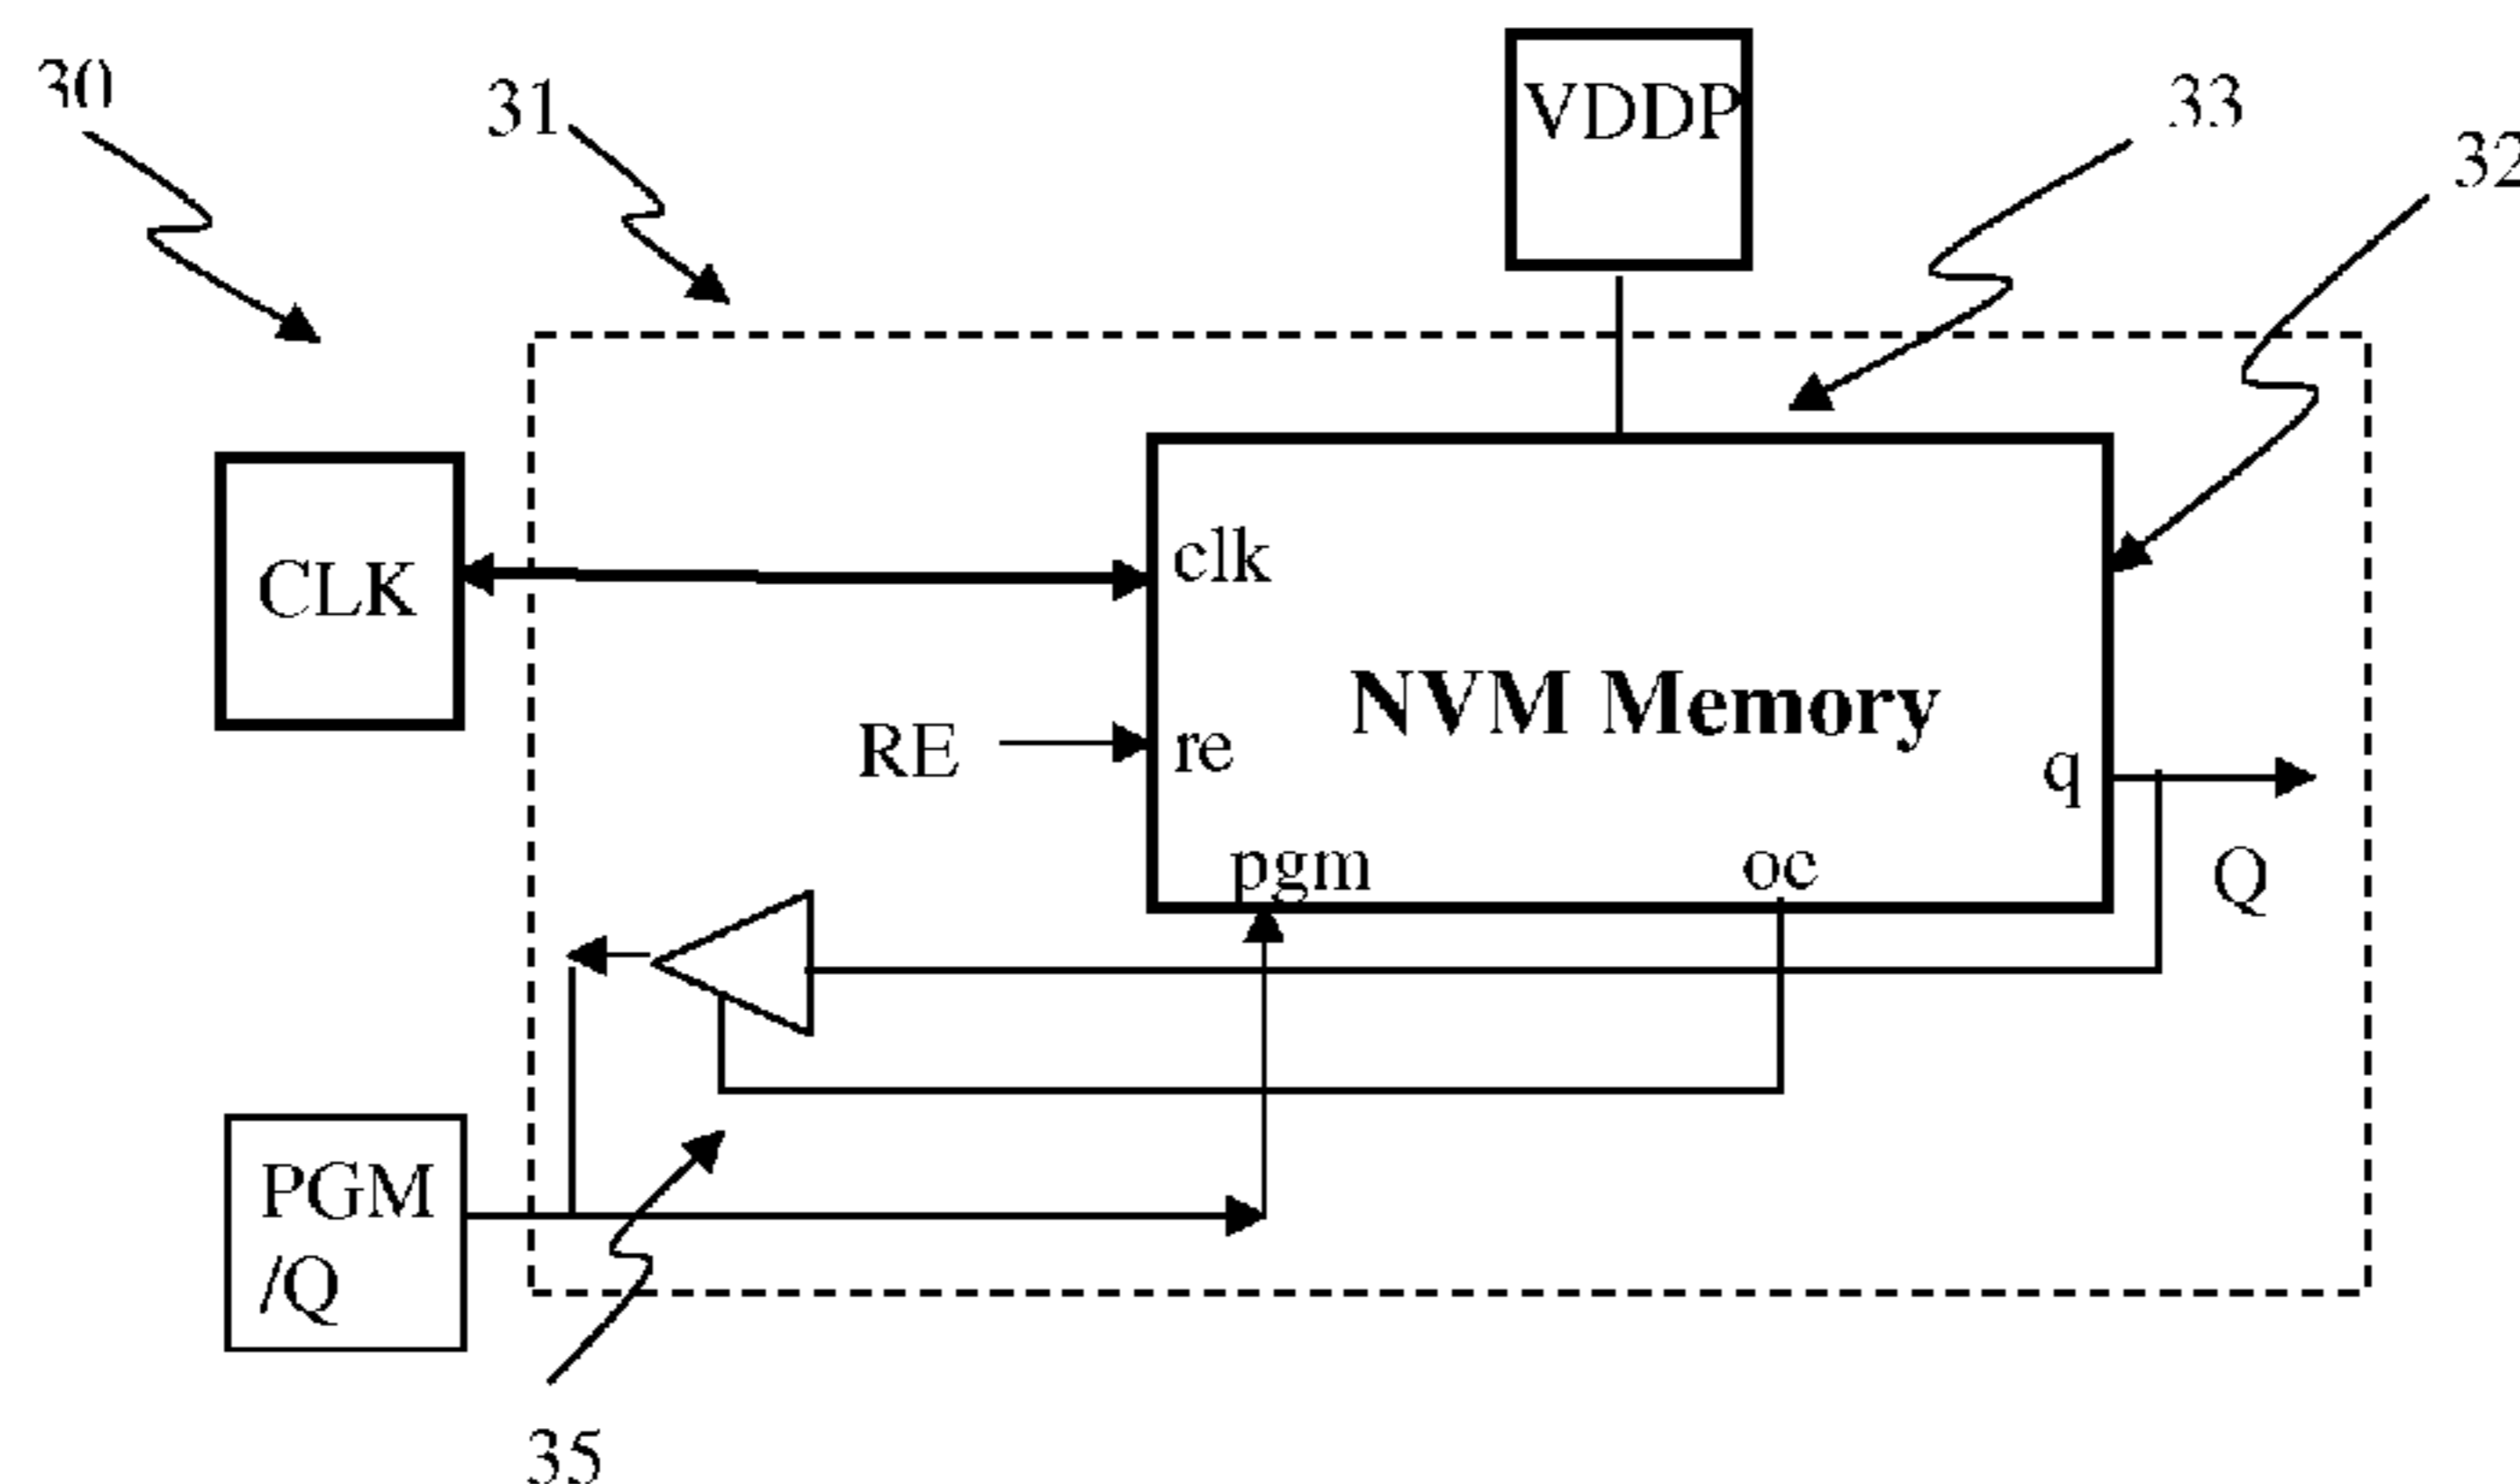 30
31
VDDP
33
32
CLK
clk
NVM Memory
RE
re
q
pgm
oc
Q
PGM
/Q
35